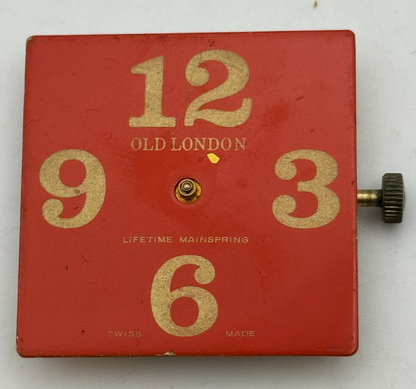 12
OLD LONDON
9 3
LIFETIME MAINSPRING
6
SWISS MADE